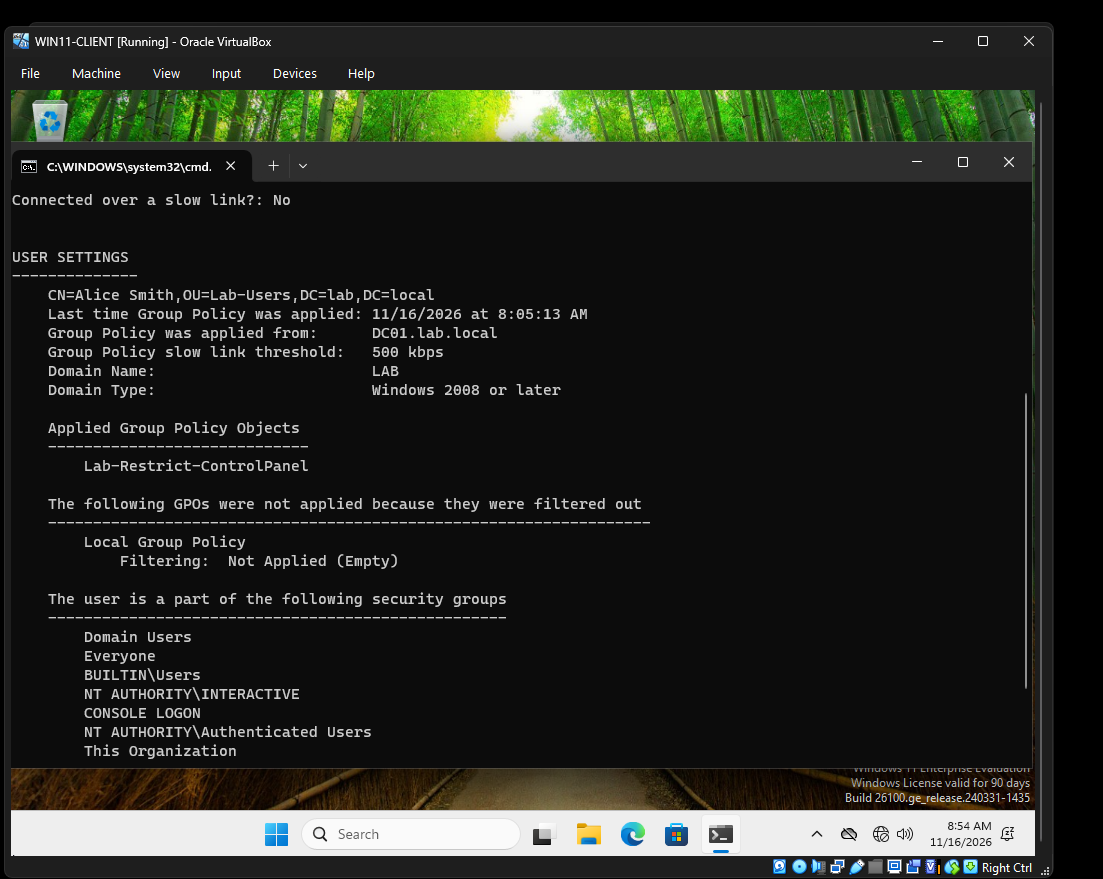 WIN11-CLIENT [Running] - Oracle VirtualBox
File Machine View Input Devices Help
C:\WINDOWS\system32\cmd.
Connected over a slow link?: No
USER SETTINGS
--------------
CN=Alice Smith,OU=Lab-Users,DC=lab,DC=local
Last time Group Policy was applied: 11/16/2026 at 8:05:13 AM
Group Policy was applied from: DC01.lab.local
Group Policy slow link threshold: 500 kbps
Domain Name: LAB
Domain Type: Windows 2008 or later
Applied Group Policy Objects
-----------------------------
Lab-Restrict-ControlPanel
The following GPOs were not applied because they were filtered out
-------------------------------------------------------------------
Local Group Policy
Filtering: Not Applied (Empty)
The user is a part of the following security groups
---------------------------------------------------
Domain Users
Everyone
BUILTIN\Users
NT AUTHORITY\INTERACTIVE
CONSOLE LOGON
NT AUTHORITY\Authenticated Users
This Organization
Windows 11 Enterprise Evaluation
Windows License valid for 90 days
Build 26100.ge_release.240331-1435
Search
8:54 AM
11/16/2026
Right Ctrl